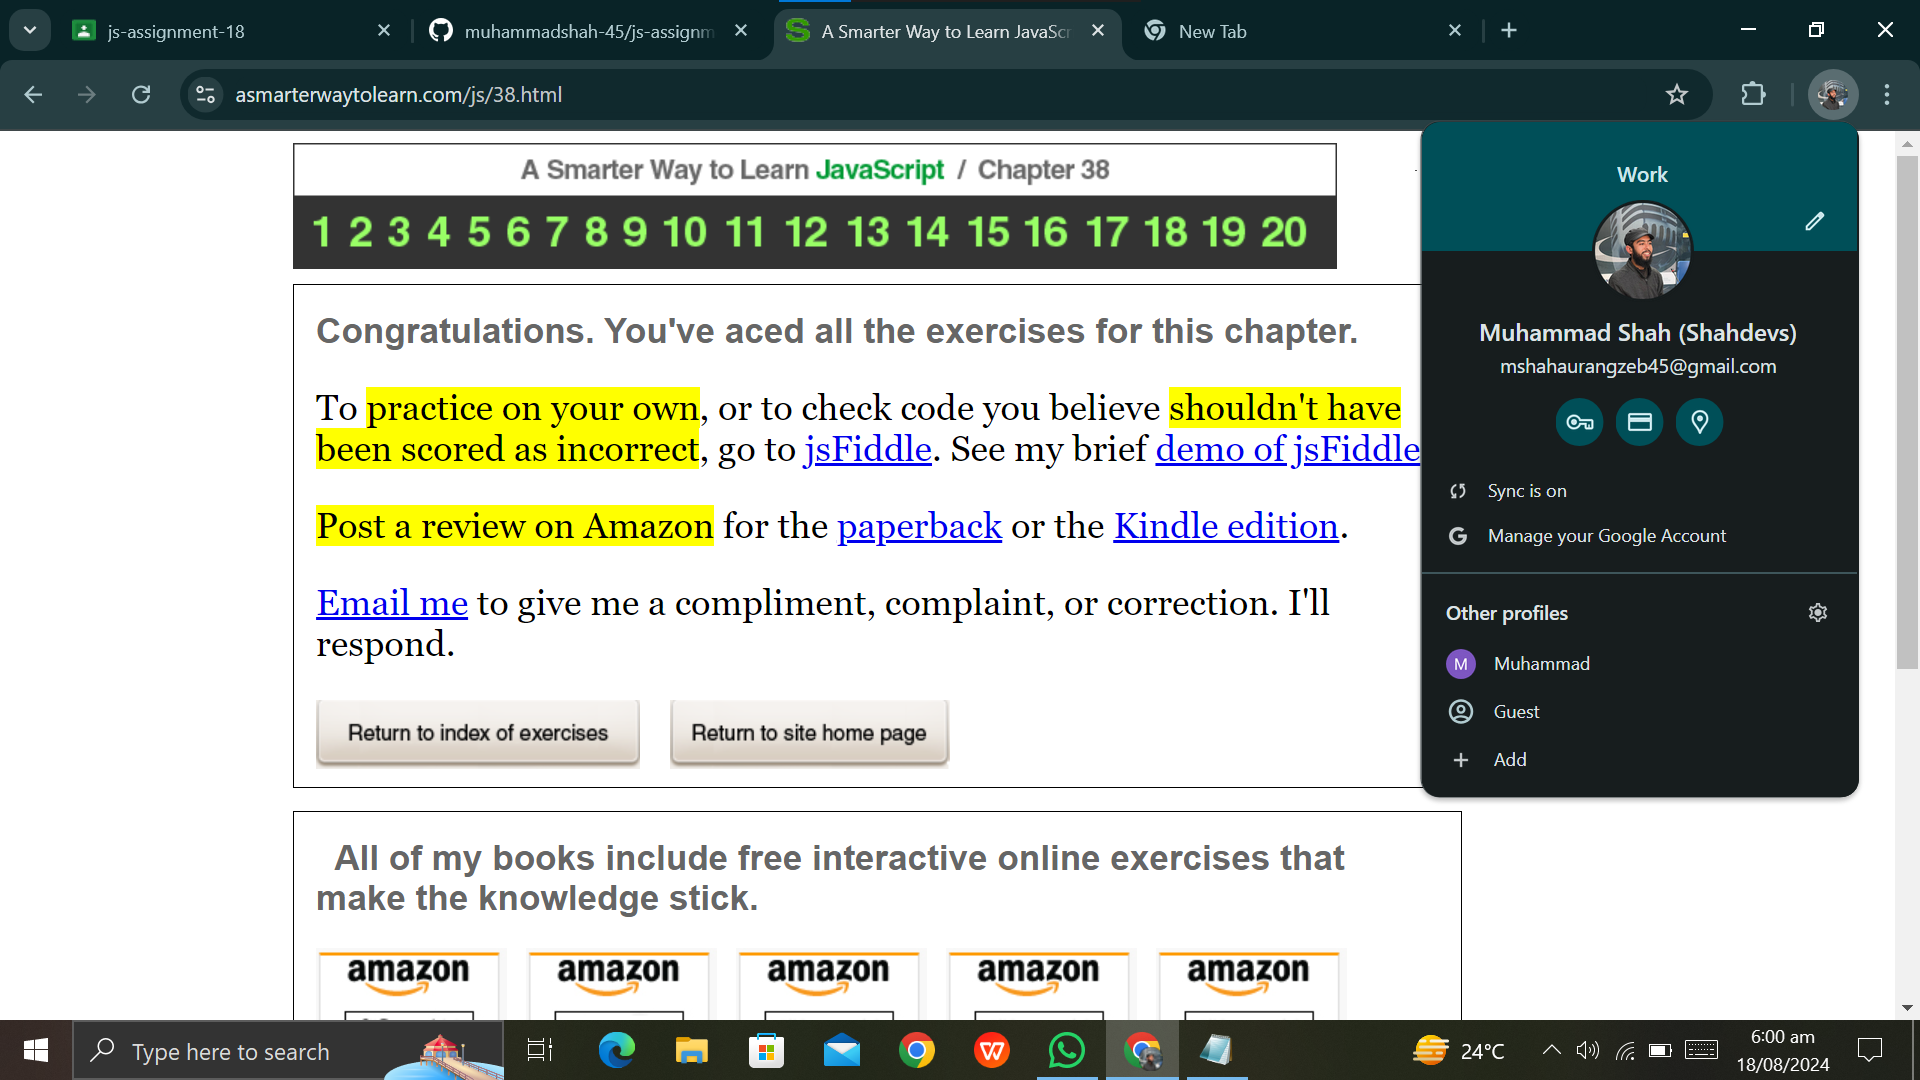 js-assignment-18
muhammadshah-45/js-assignm
A Smarter Way to Learn JavaScr
New Tab
asmarterwaytolearn.com/js/38.html
A Smarter Way to Learn JavaScript / Chapter 38
1 2 3 4 5 6 7 8 9 10 11 12 13 14 15 16 17 18 19 20
Congratulations. You've aced all the exercises for this chapter.
To practice on your own, or to check code you believe shouldn't have
been scored as incorrect, go to jsFiddle. See my brief demo of jsFiddle
Post a review on Amazon for the paperback or the Kindle edition.
Email me to give me a compliment, complaint, or correction. I'll
respond.
Return to index of exercises
Return to site home page
All of my books include free interactive online exercises that
make the knowledge stick.
amazon
amazon
amazon
amazon
amazon
Work
Muhammad Shah (Shahdevs)
mshahaurangzeb45@gmail.com
Sync is on
G
Manage your Google Account
Other profiles
M
Muhammad
Guest
Add
Type here to search
24°C
6:00 am
18/08/2024